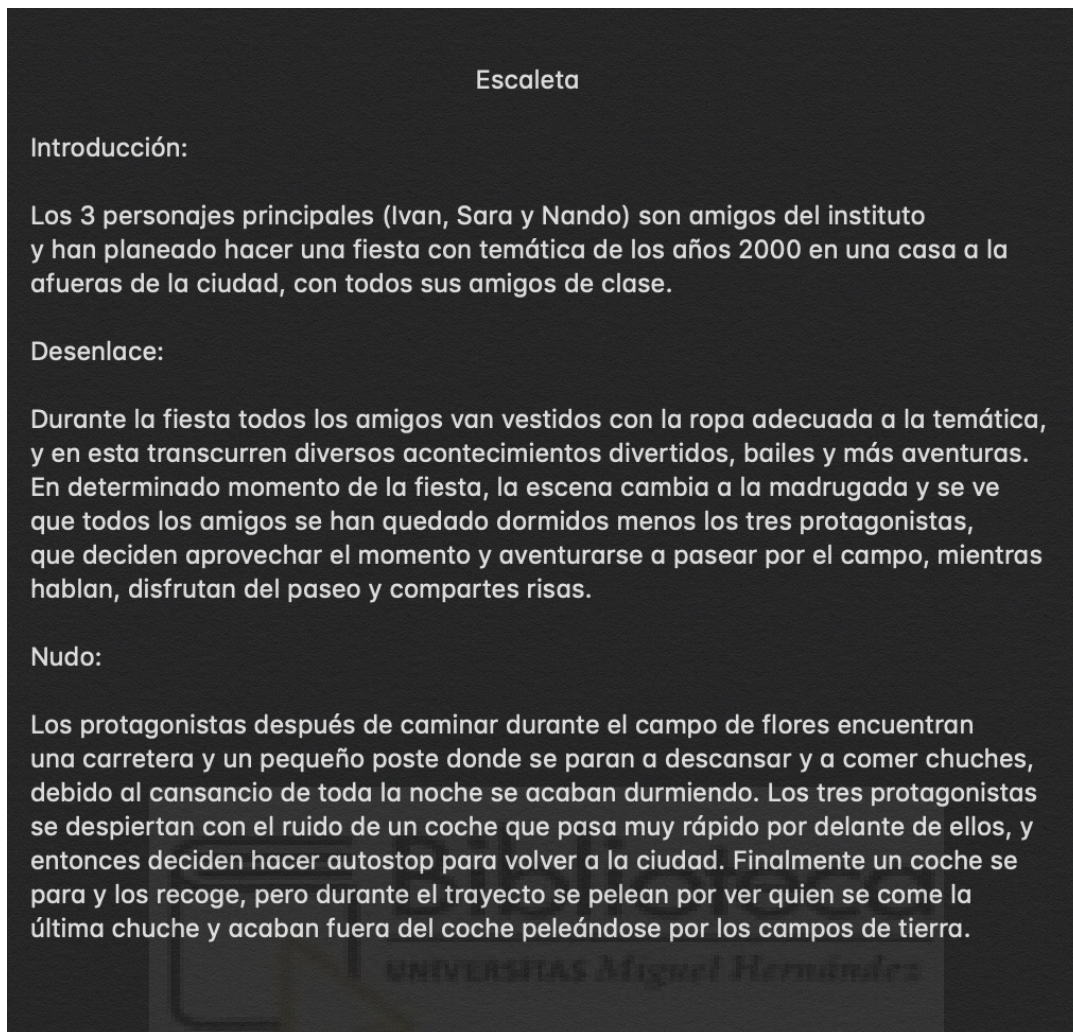 Escaleta
Introducción:
Los 3 personajes principales (Ivan, Sara y Nando) son amigos del instituto
y han planeado hacer una fiesta con temática de los años 2000 en una casa a la
afueras de la ciudad, con todos sus amigos de clase.
Desenlace:
Durante la fiesta todos los amigos van vestidos con la ropa adecuada a la temática,
y en esta transcurren diversos acontecimientos divertidos, bailes y más aventuras.
En determinado momento de la fiesta, la escena cambia a la madrugada y se ve
que todos los amigos se han quedado dormidos menos los tres protagonistas,
que deciden aprovechar el momento y aventurarse a pasear por el campo, mientras
hablan, disfrutan del paseo y compartes risas.
Nudo:
Los protagonistas después de caminar durante el campo de flores encuentran
una carretera y un pequeño poste donde se paran a descansar y a comer chuches,
debido al cansancio de toda la noche se acaban durmiendo. Los tres protagonistas
se despiertan con el ruido de un coche que pasa muy rápido por delante de ellos, y
entonces deciden hacer autostop para volver a la ciudad. Finalmente un coche se
para y los recoge, pero durante el trayecto se pelean por ver quien se come la
última chuche y acaban fuera del coche peleándose por los campos de tierra.
Biblioteca
UNIVERSITAS Miguel Hernández